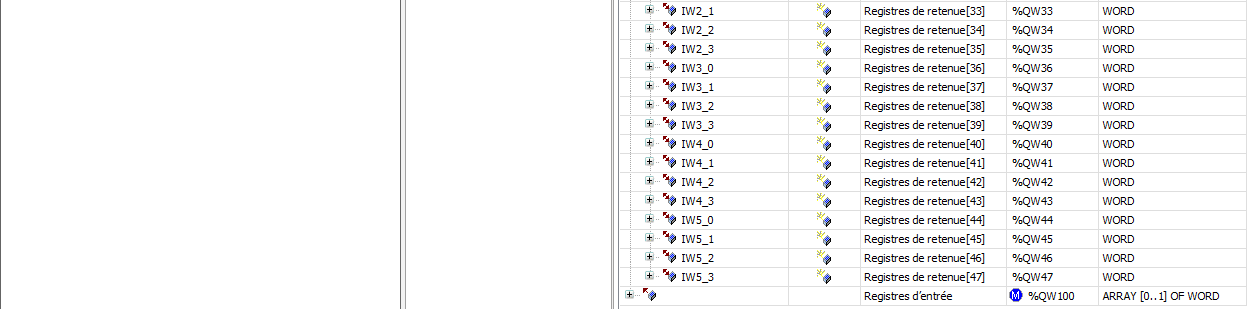 IW2_1 Registres de retenue[33] %QW33 WORD
IW2_2 Registres de retenue[34] %QW34 WORD
IW2_3 Registres de retenue[35] %QW35 WORD
IW3_0 Registres de retenue[36] %QW36 WORD
IW3_1 Registres de retenue[37] %QW37 WORD
IW3_2 Registres de retenue[38] %QW38 WORD
IW3_3 Registres de retenue[39] %QW39 WORD
IW4_0 Registres de retenue[40] %QW40 WORD
IW4_1 Registres de retenue[41] %QW41 WORD
IW4_2 Registres de retenue[42] %QW42 WORD
IW4_3 Registres de retenue[43] %QW43 WORD
IW5_0 Registres de retenue[44] %QW44 WORD
IW5_1 Registres de retenue[45] %QW45 WORD
IW5_2 Registres de retenue[46] %QW46 WORD
IW5_3 Registres de retenue[47] %QW47 WORD
Registres d'entrée M %QW100 ARRAY [0..1] OF WORD